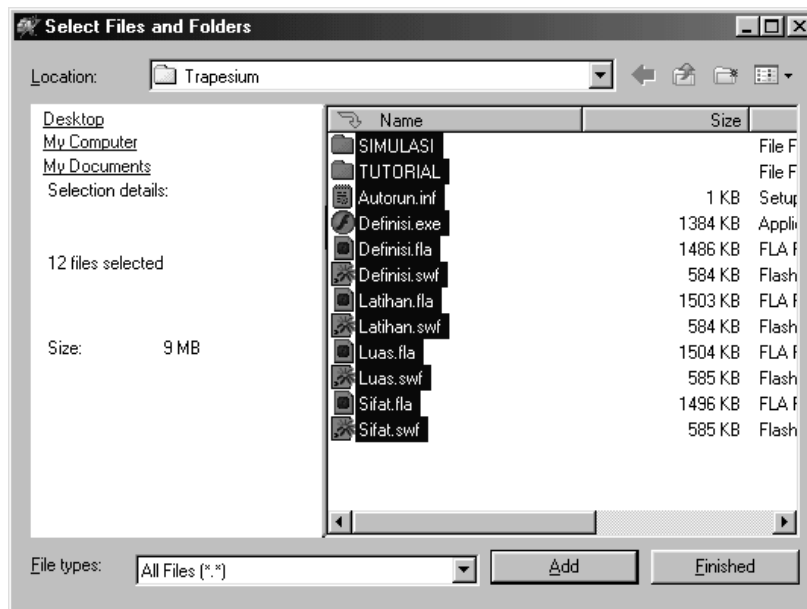 Select Files and Folders
Location: Trapesium
Desktop
My Computer
My Documents
Selection details:
12 files selected
Size: 9 MB
Name Size
SIMULASI File F
TUTORIAL File F
Autorun.inf 1 KB Setup
Definisi.exe 1384 KB Appli
Definisi.fla 1486 KB FLA F
Definisi.swf 584 KB Flash
Latihan.fla 1503 KB FLA F
Latihan.swf 584 KB Flash
Luas.fla 1504 KB FLA F
Luas.swf 585 KB Flash
Sifat.fla 1496 KB FLA F
Sifat.swf 585 KB Flash
File types: All Files (*.*) Add Finished